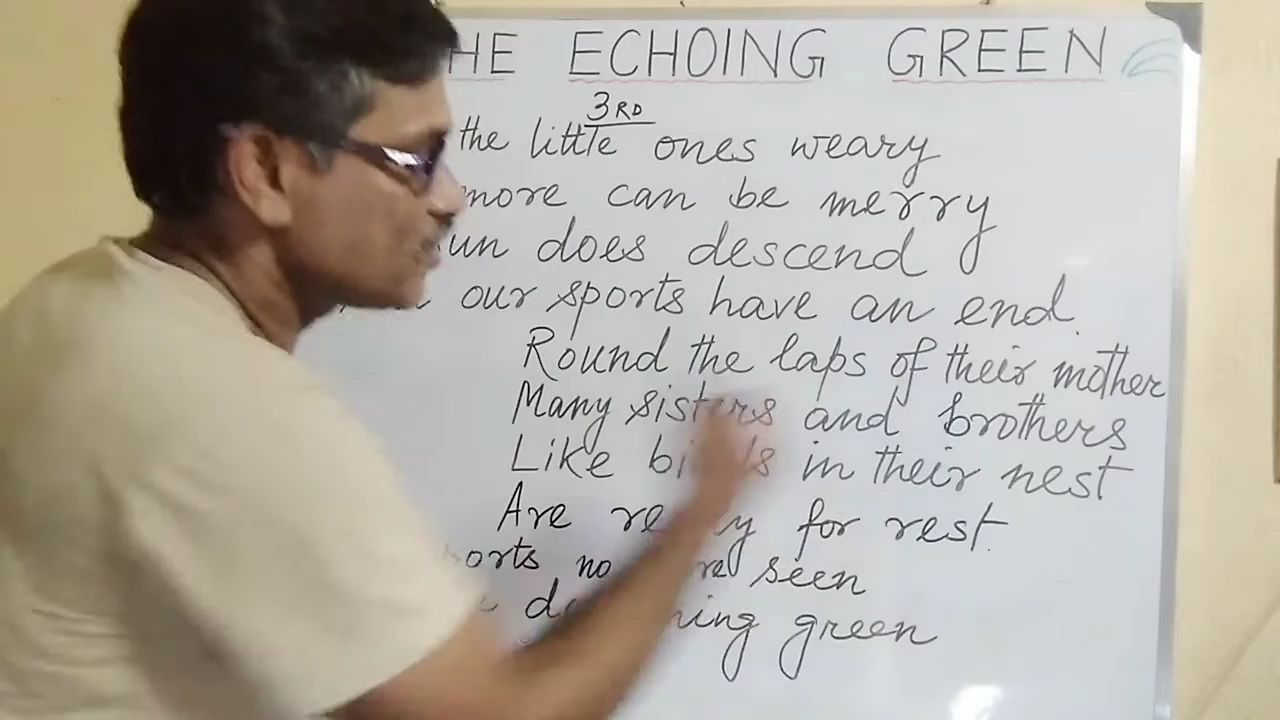 HE ECHOING GREEN
3RD
the little ones weary
more can be merry
un does descend
our sports have an end.
Round the laps of their mother
Many sisters and brothers
Like in their nest
Are for rest.
orts no seen
green